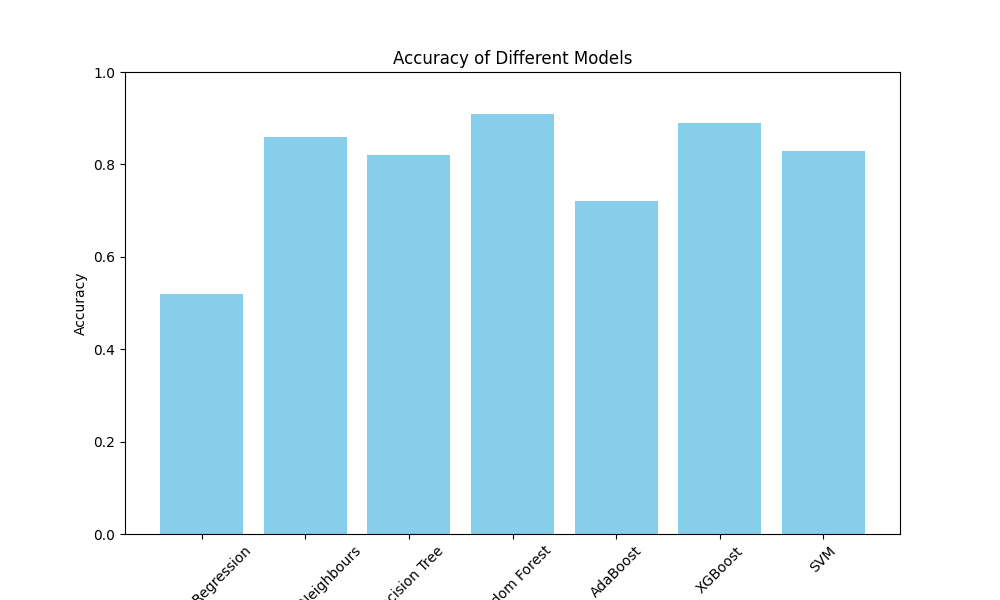 Accuracy of Different Models
1.0
0.8
0.6
0.4
0.2
0.0
Accuracy
Regression
Neighbours
cision Tree
dom Forest
AdaBoost
XGBoost
SVM